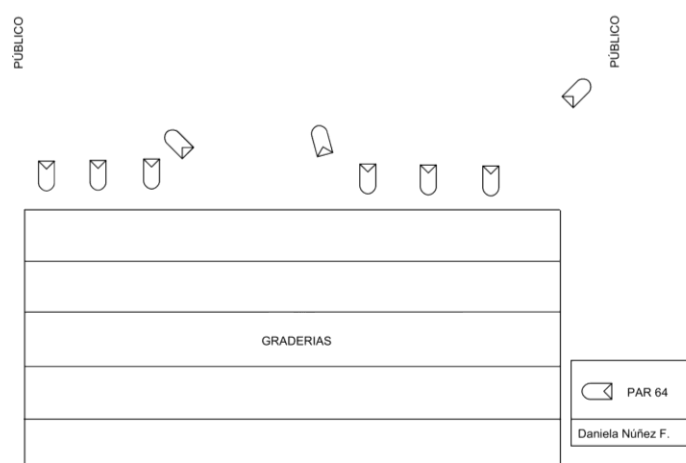 PÚBLICO
PÚBLICO
GRADERIAS
PAR 64
Daniela Núñez F.